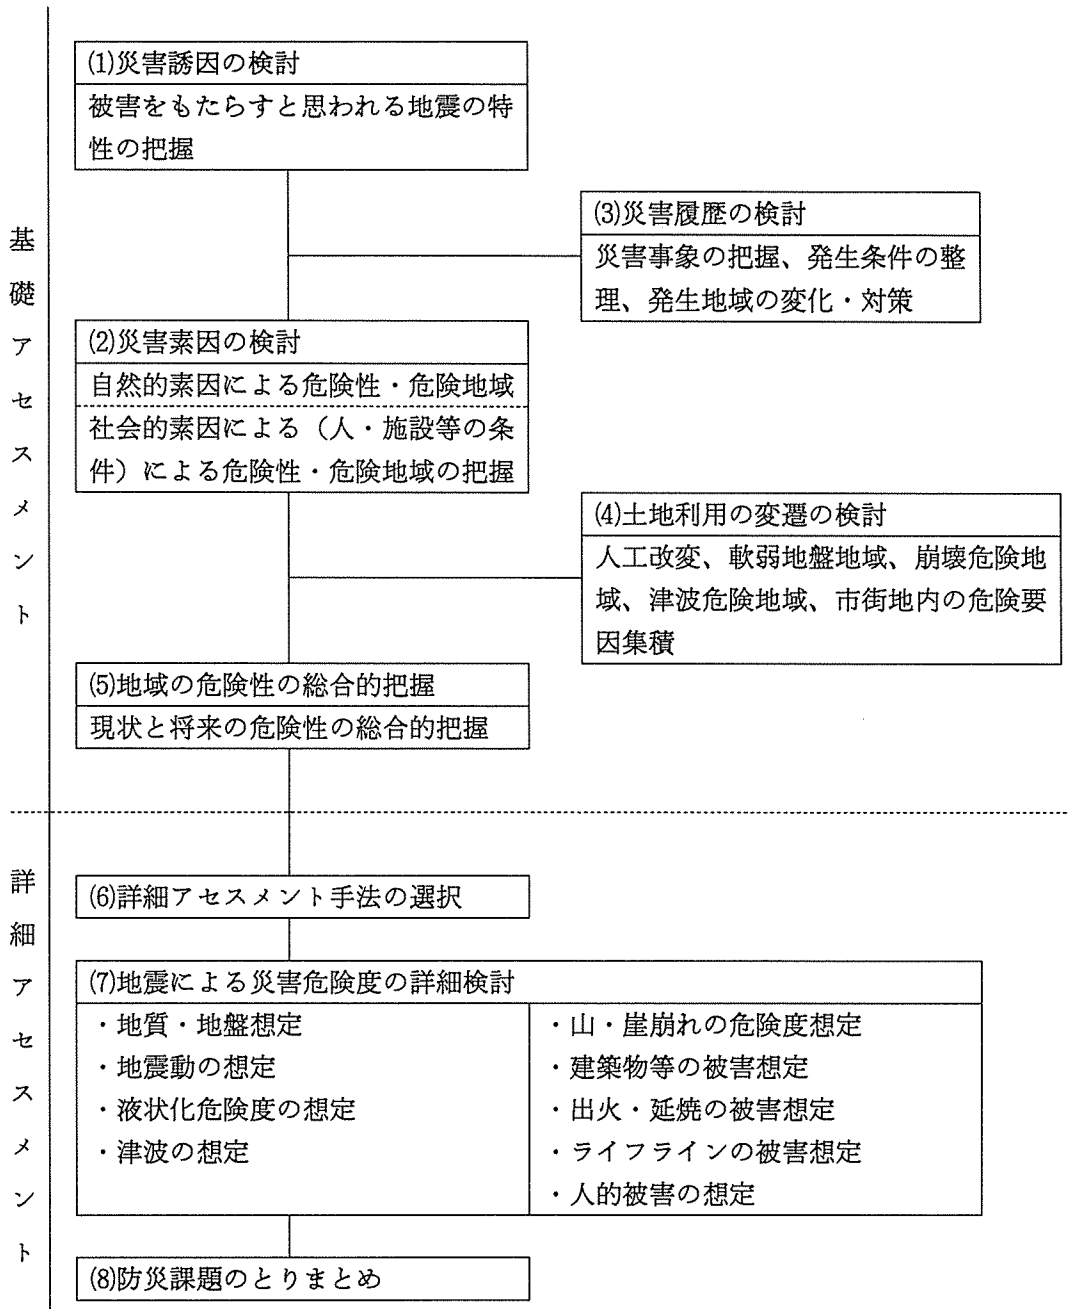 基礎アセスメント
(1)災害誘因の検討
被害をもたらすと思われる地震の特
性の把握
(3)災害履歴の検討
災害事象の把握、発生条件の整
理、発生地域の変化・対策
(2)災害素因の検討
自然的素因による危険性・危険地域
社会的素因による（人・施設等の条
件）による危険性・危険地域の把握
(4)土地利用の変遷の検討
人工改変、軟弱地盤地域、崩壊危険地
域、津波危険地域、市街地内の危険要
因集積
(5)地域の危険性の総合的把握
現状と将来の危険性の総合的把握
詳細アセスメント
(6)詳細アセスメント手法の選択
(7)地震による災害危険度の詳細検討
・地質・地盤想定
・地震動の想定
・液状化危険度の想定
・津波の想定
・山・崖崩れの危険度想定
・建築物等の被害想定
・出火・延焼の被害想定
・ライフラインの被害想定
・人的被害の想定
(8)防災課題のとりまとめ